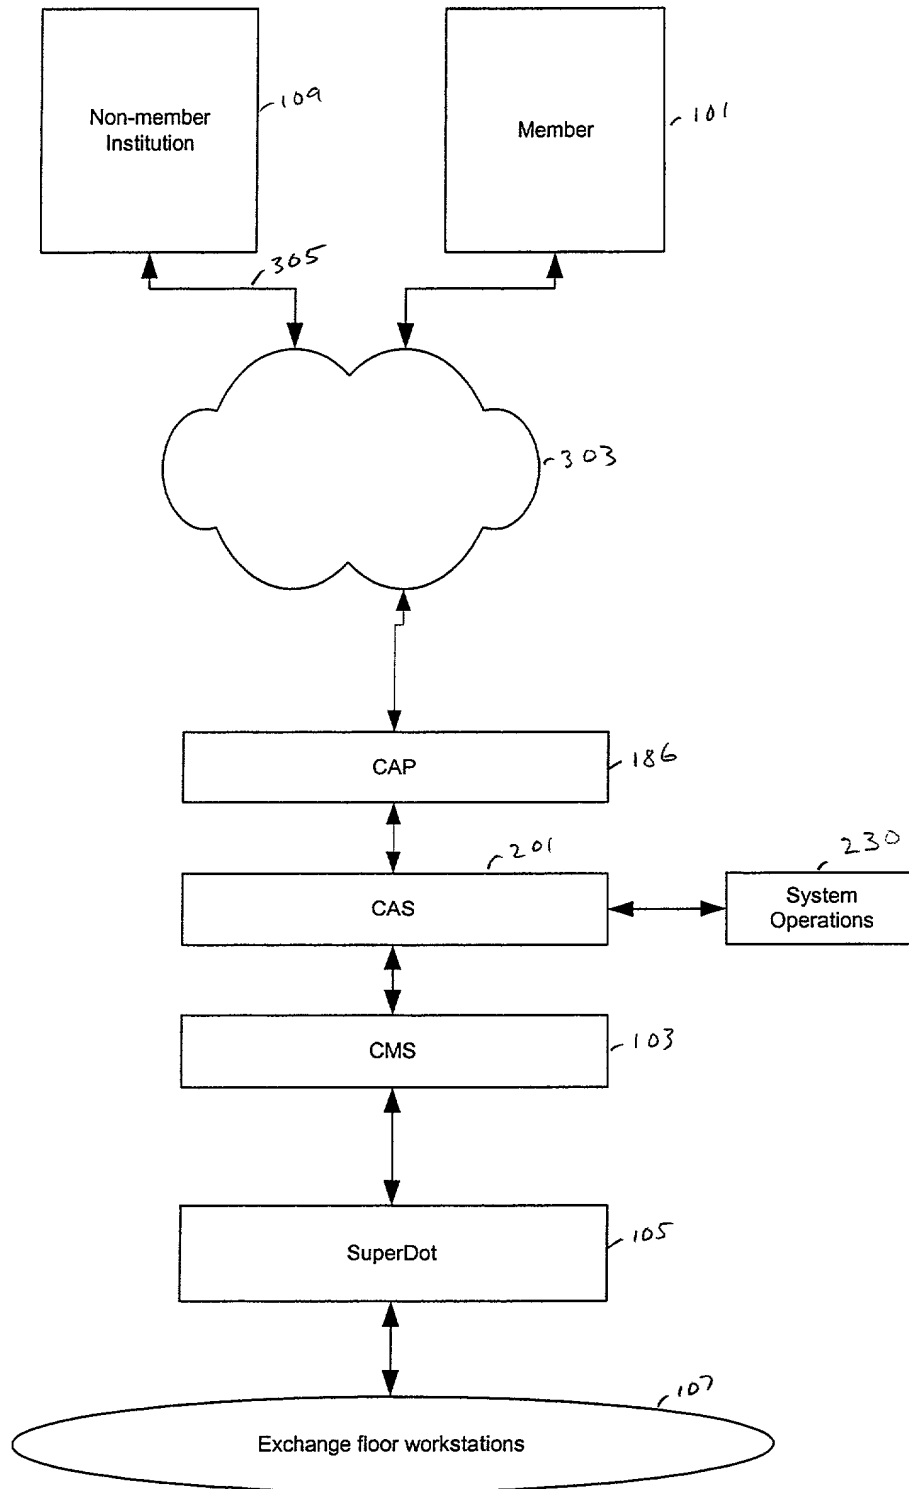 Non-member
Institution
109
Member
101
305
303
CAP
186
201
CAS
230
System
Operations
CMS
103
SuperDot
105
107
Exchange floor workstations